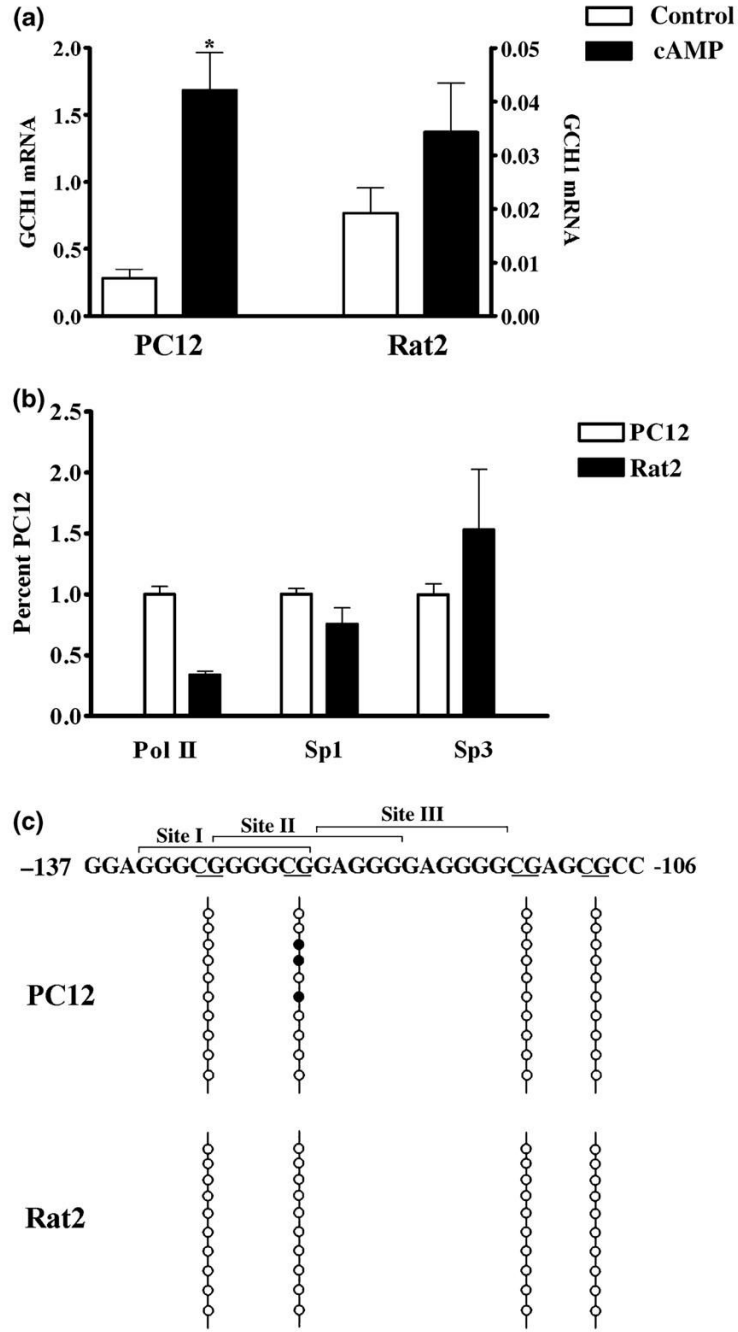 (a)
Control
cAMP
2.0
1.5
1.0
0.5
0.0
GCH1 mRNA
*
0.05
0.04
0.03
0.02
0.01
0.00
GCH1 mRNA
PC12 Rat2
(b)
2.5
2.0
1.5
1.0
0.5
0.0
Percent PC12
PC12
Rat2
Pol II Sp1 Sp3
(c)
Site I Site II Site III
–137 GGAGGGCGGGGCGGAGGGGAGGGGCGAGCGCC -106
PC12
Rat2